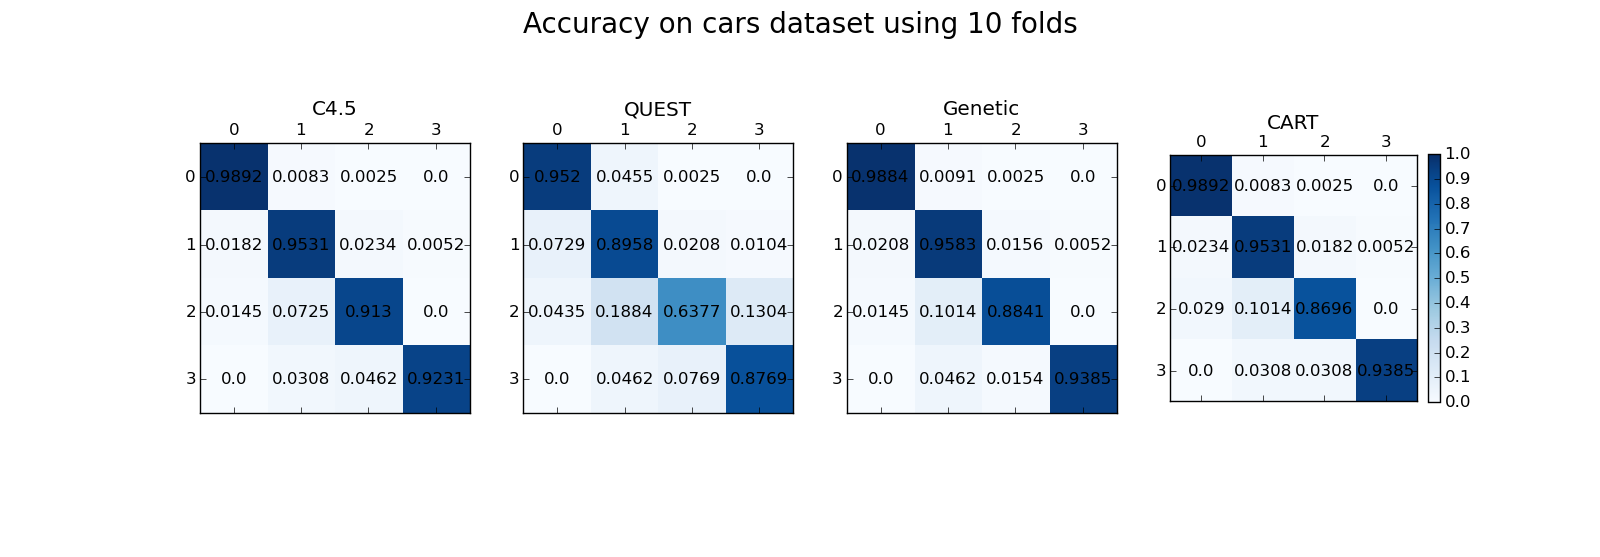 Accuracy on cars dataset using 10 folds
C4.5
0 1 2 3
0 0.9892 0.0083 0.0025 0.0
1 0.0182 0.9531 0.0234 0.0052
2 0.0145 0.0725 0.913 0.0
3 0.0 0.0308 0.0462 0.9231
QUEST
0 1 2 3
0 0.952 0.0455 0.0025 0.0
1 0.0729 0.8958 0.0208 0.0104
2 0.0435 0.1884 0.6377 0.1304
3 0.0 0.0462 0.0769 0.8769
Genetic
0 1 2 3
0 0.9884 0.0091 0.0025 0.0
1 0.0208 0.9583 0.0156 0.0052
2 0.0145 0.1014 0.8841 0.0
3 0.0 0.0462 0.0154 0.9385
CART
0 1 2 3
0 0.9892 0.0083 0.0025 0.0
1 0.0234 0.9531 0.0182 0.0052
2 0.029 0.1014 0.8696 0.0
3 0.0 0.0308 0.0308 0.9385
1.0
0.9
0.8
0.7
0.6
0.5
0.4
0.3
0.2
0.1
0.0